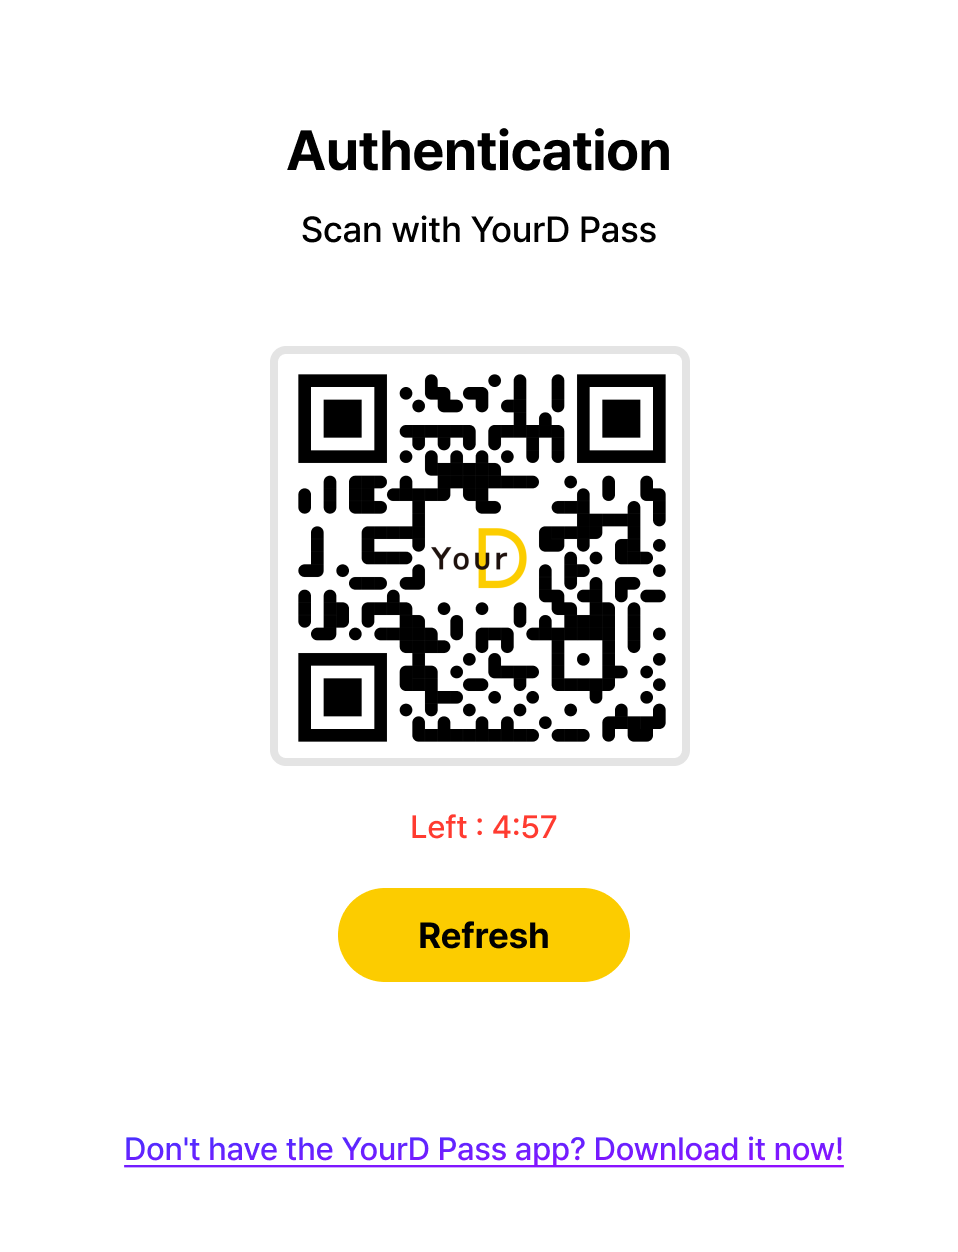 Authentication
Scan with YourD Pass
YourD
Left : 4:57
Refresh
Don't have the YourD Pass app? Download it now!